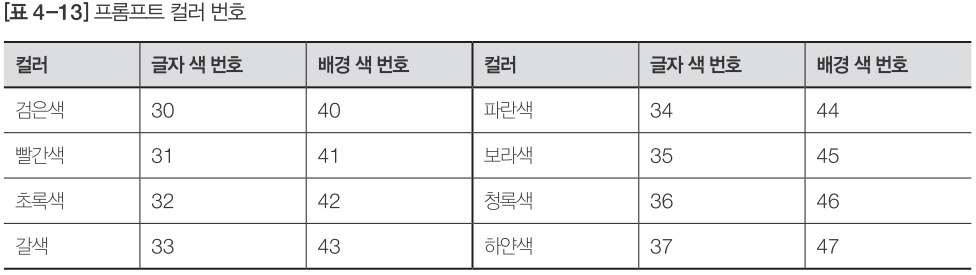 [표 4-13] 프롬프트 컬러 번호
컬러 글자 색 번호 배경 색 번호 컬러 글자 색 번호 배경 색 번호
검은색 30 40 파란색 34 44
빨간색 31 41 보라색 35 45
초록색 32 42 청록색 36 46
갈색 33 43 하얀색 37 47